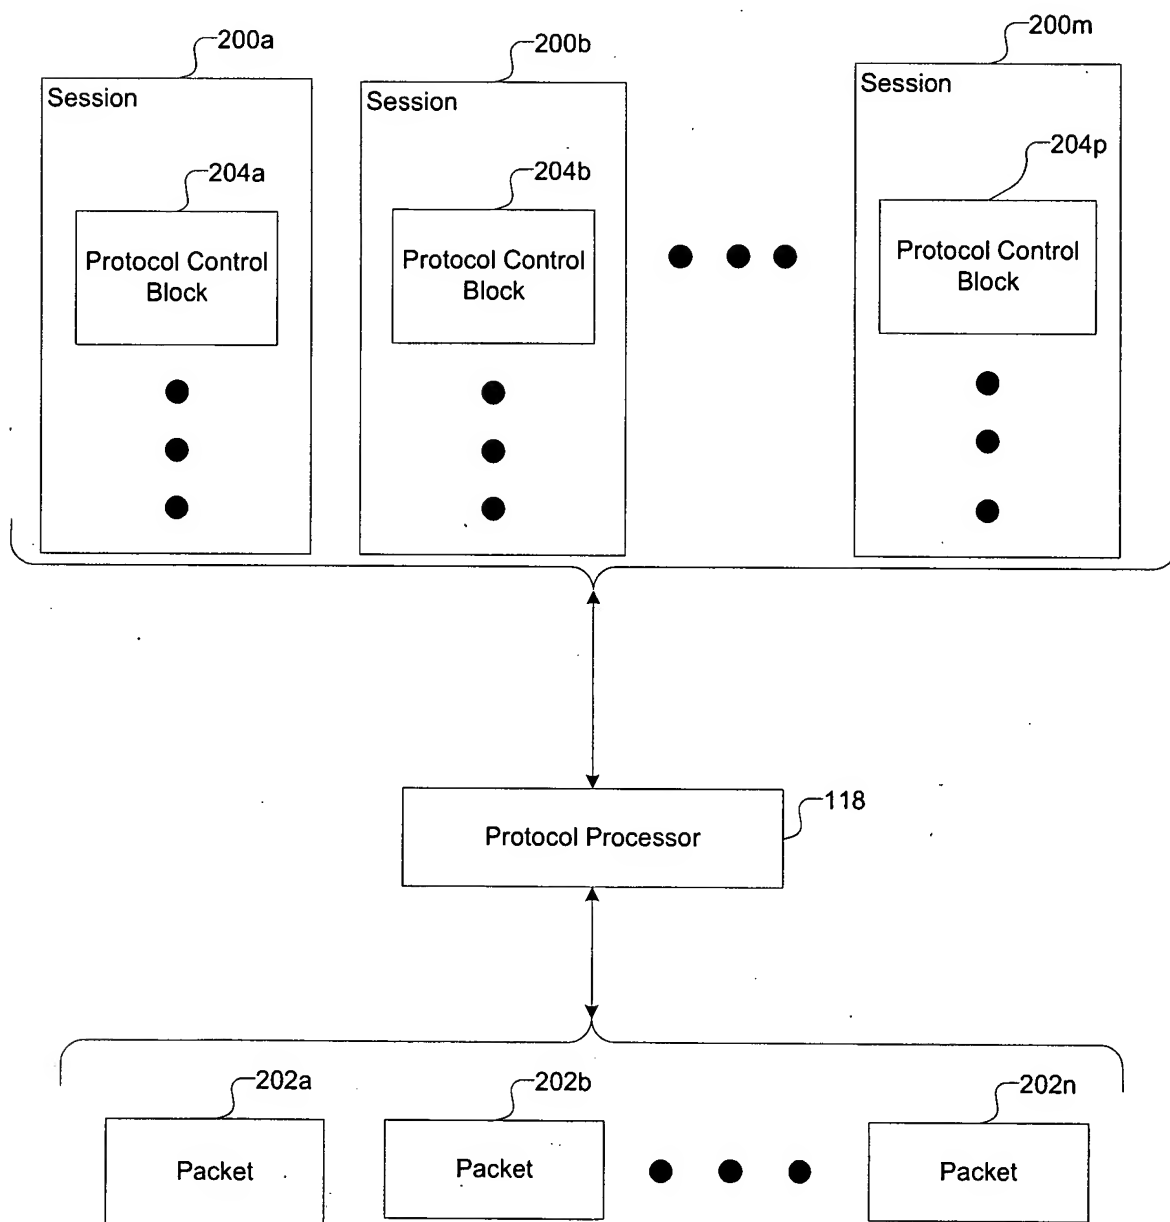 200a
200b
200m
Session
Session
Session
204a
204b
204p
Protocol Control
Block
Protocol Control
Block
Protocol Control
Block
118
Protocol Processor
202a
202b
202n
Packet
Packet
Packet